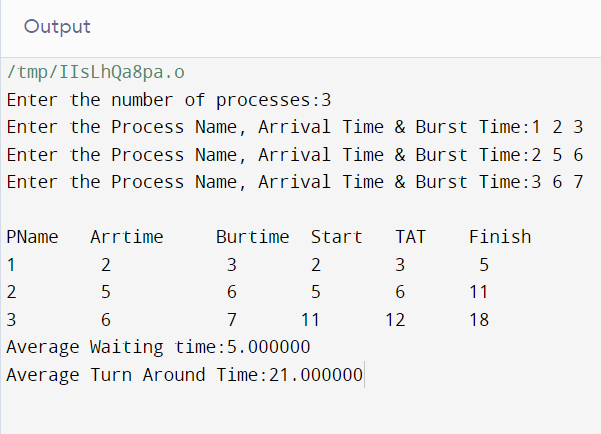 Output
/tmp/IIsLhQa8pa.o
Enter the number of processes:3
Enter the Process Name, Arrival Time & Burst Time:1 2 3
Enter the Process Name, Arrival Time & Burst Time:2 5 6
Enter the Process Name, Arrival Time & Burst Time:3 6 7
PName Arrtime Burtime Start TAT Finish
1 2 3 2 3 5
2 5 6 5 6 11
3 6 7 11 12 18
Average Waiting time:5.000000
Average Turn Around Time:21.000000